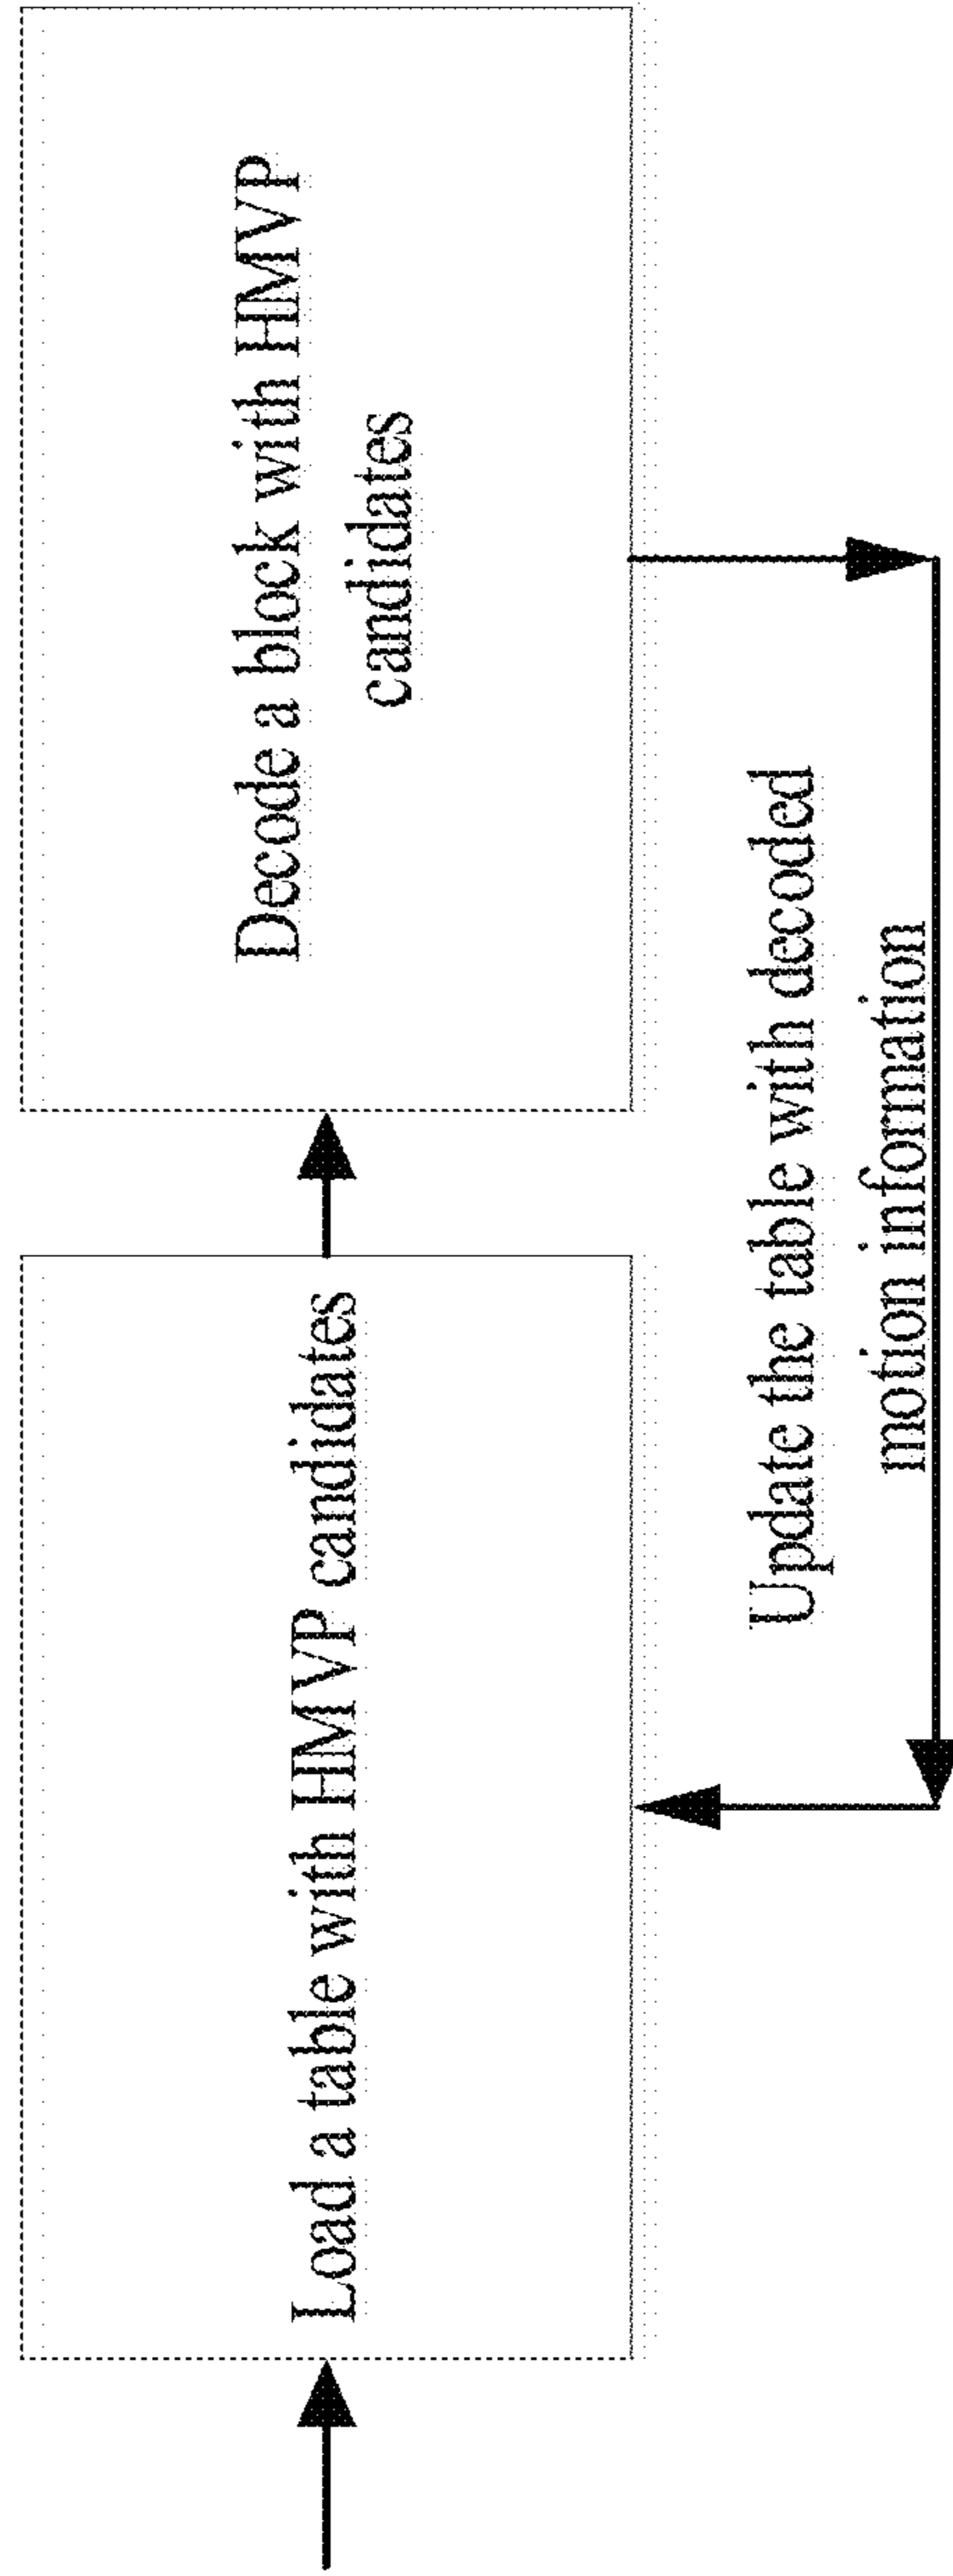 Load a table with HMVP candidates
Decode a block with HMVP
candidates
Update the table with decoded
motion information